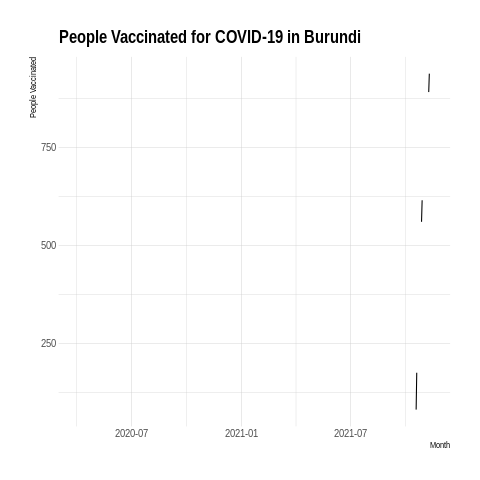 People Vaccinated for COVID-19 in Burundi
People Vaccinated
750
500
250
2020-07
2021-01
2021-07
Month